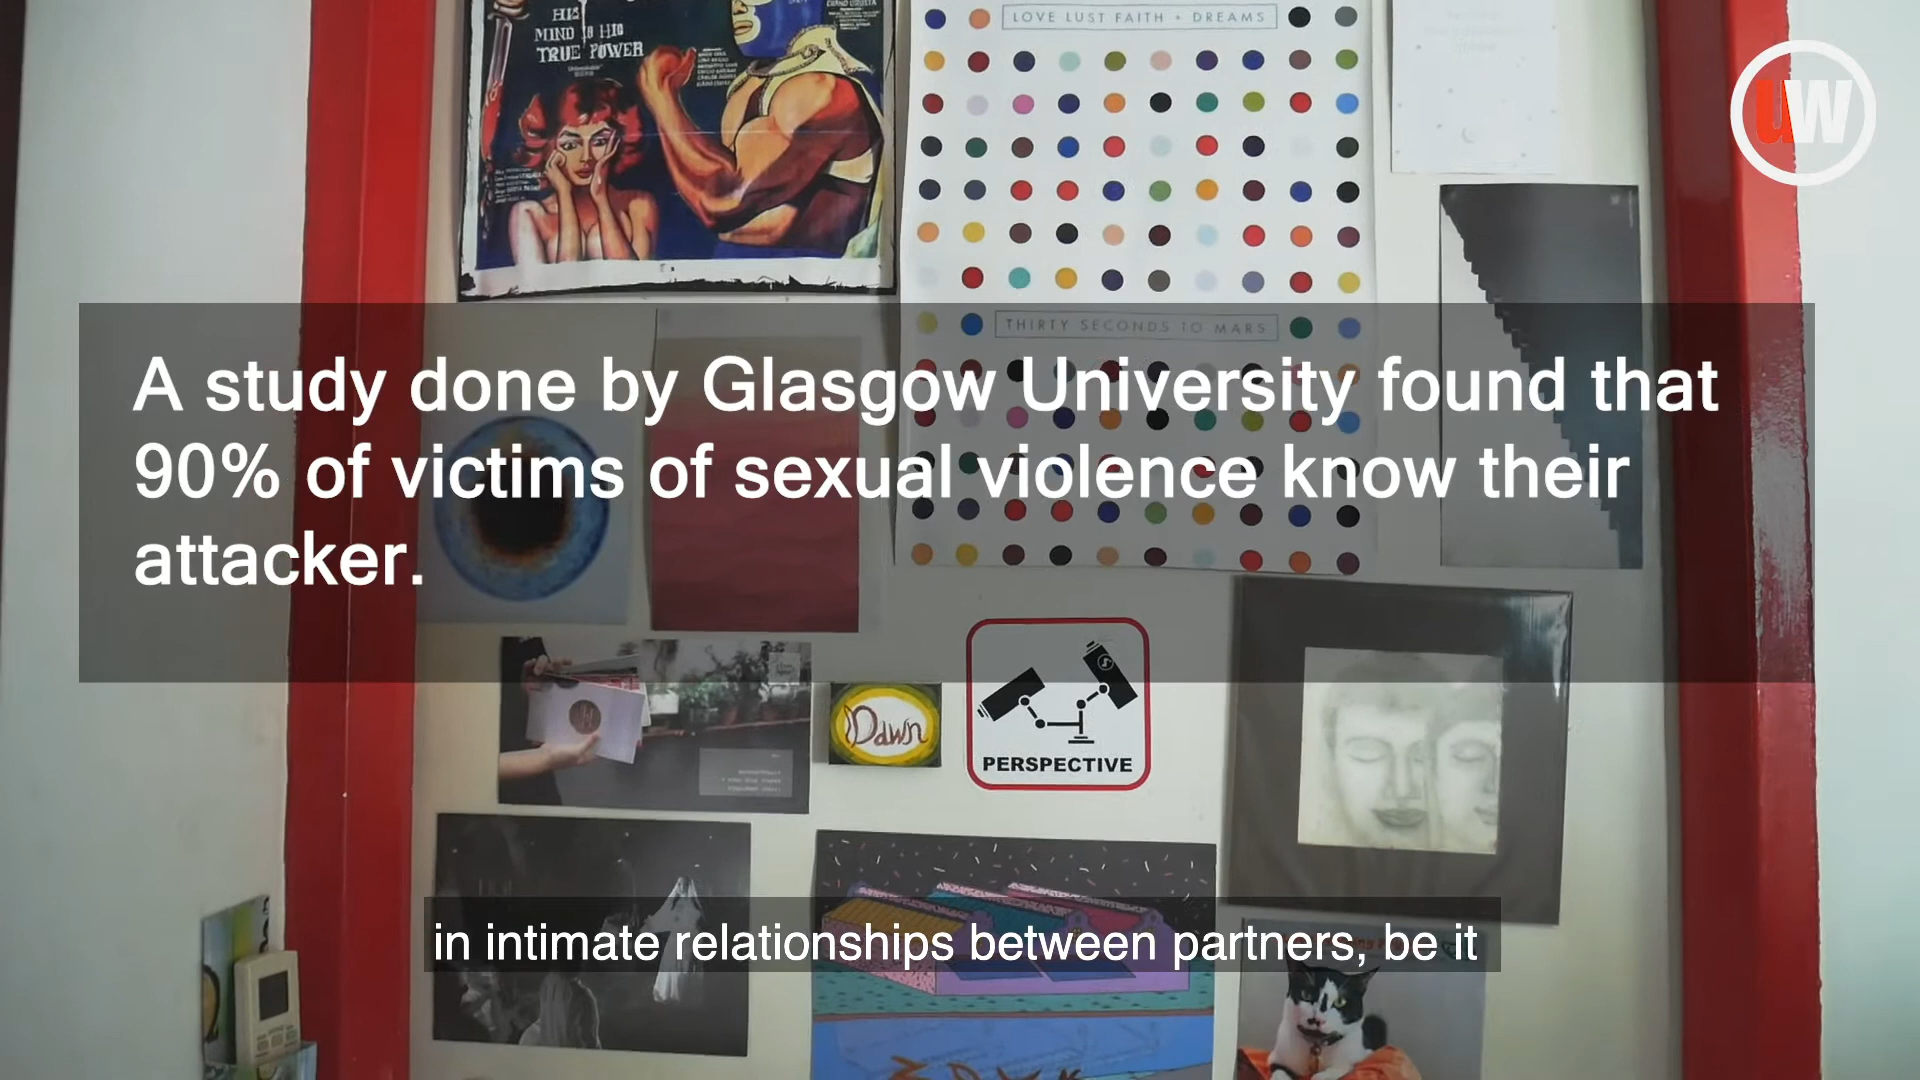 HIS
MIND IS HIS
TRUE POWER
LOVE LUST FAITH + DREAMS
uw
THIRTY SECONDS TO MARS
A study done by Glasgow University found that
90% of victims of sexual violence know their
attacker.
Dawn
PERSPECTIVE
in intimate relationships between partners, be it